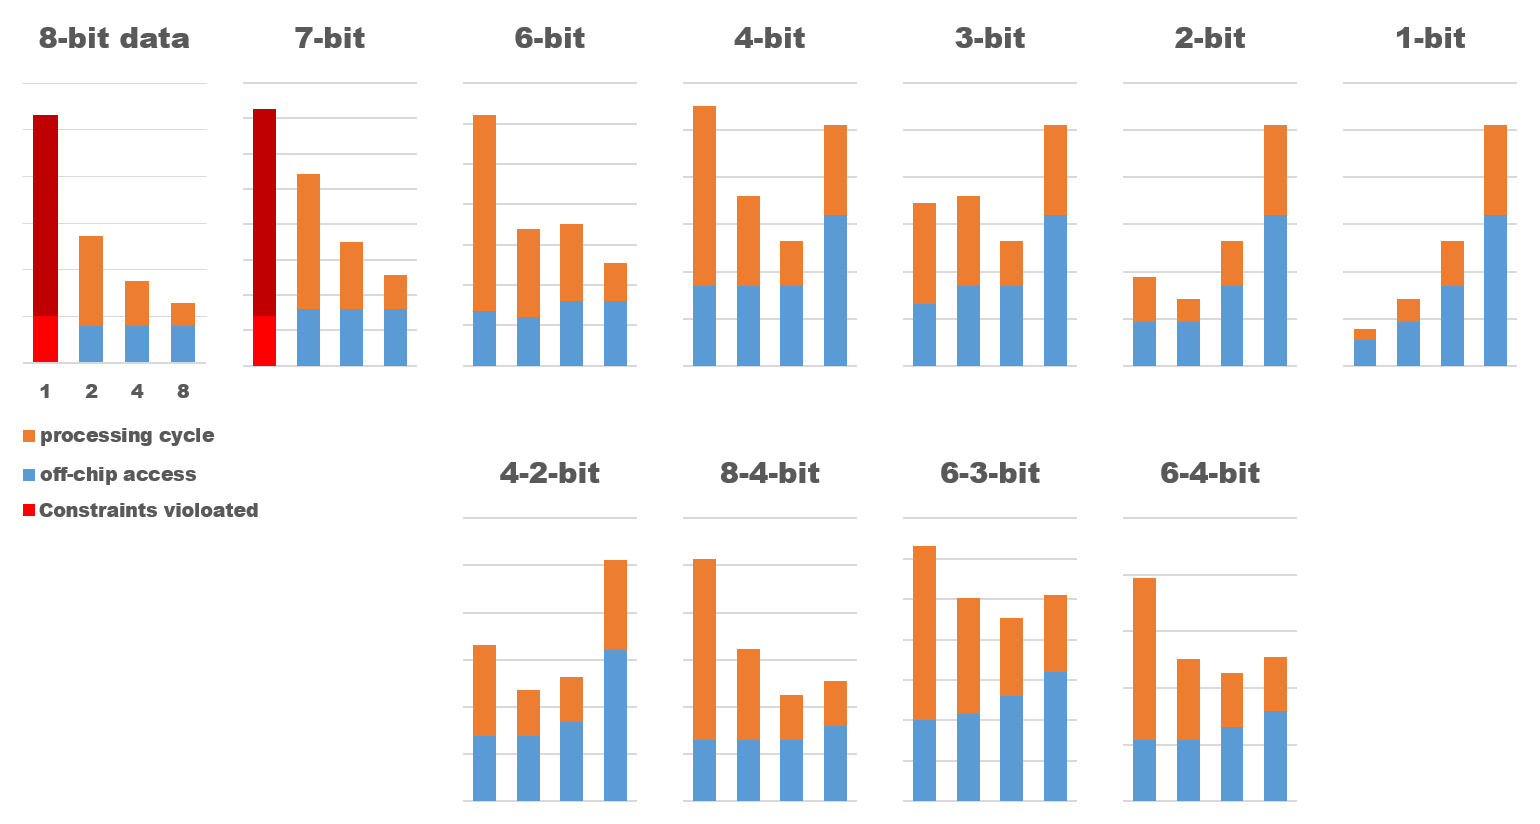 8-bit data
7-bit
6-bit
4-bit
3-bit
2-bit
1-bit
1 2 4 8
processing cycle
off-chip access
Constraints violoated
4-2-bit
8-4-bit
6-3-bit
6-4-bit